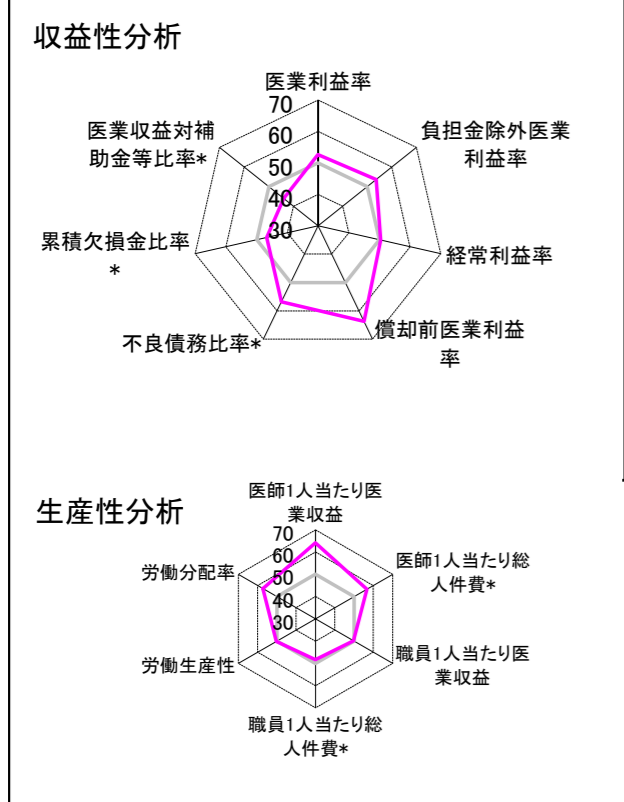 収益性分析
医業利益率
負担金除外医業
利益率
経常利益率
償却前医業利益
率
不良債務比率*
累積欠損金比率
*
医業収益対補
助金等比率*
70
60
50
40
30
生産性分析
医師1人当たり医
業収益
医師1人当たり総
人件費*
職員1人当たり医
業収益
職員1人当たり総
人件費*
労働生産性
労働分配率
70
60
50
40
30